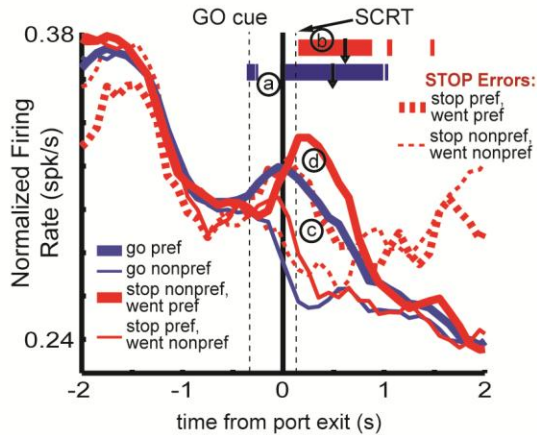 GO cue
SCRT
0.38
b
a
STOP Errors:
stop pref,
went pref
stop nonpref,
went nonpref
d
c
Normalized Firing
Rate (spk/s)
go pref
go nonpref
stop nonpref,
went pref
stop pref,
went nonpref
0.24
-2
-1
0
1
2
time from port exit (s)